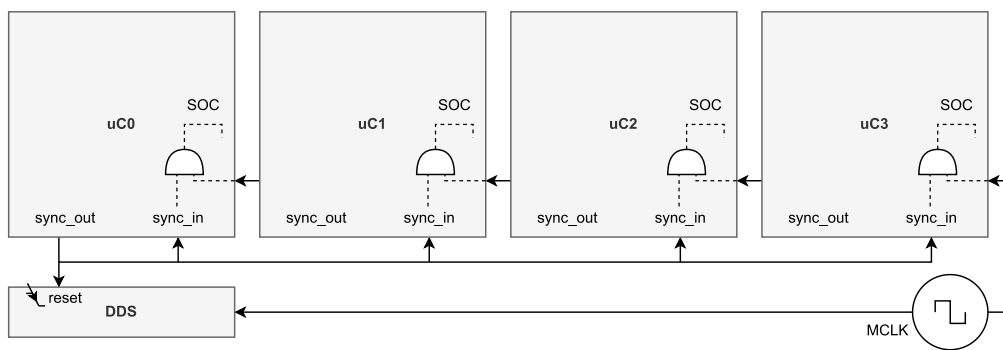 SOC
SOC
SOC
SOC
uC0
uC1
uC2
uC3
sync_out
sync_in
sync_out
sync_in
sync_out
sync_in
sync_out
sync_in
reset
DDS
MCLK